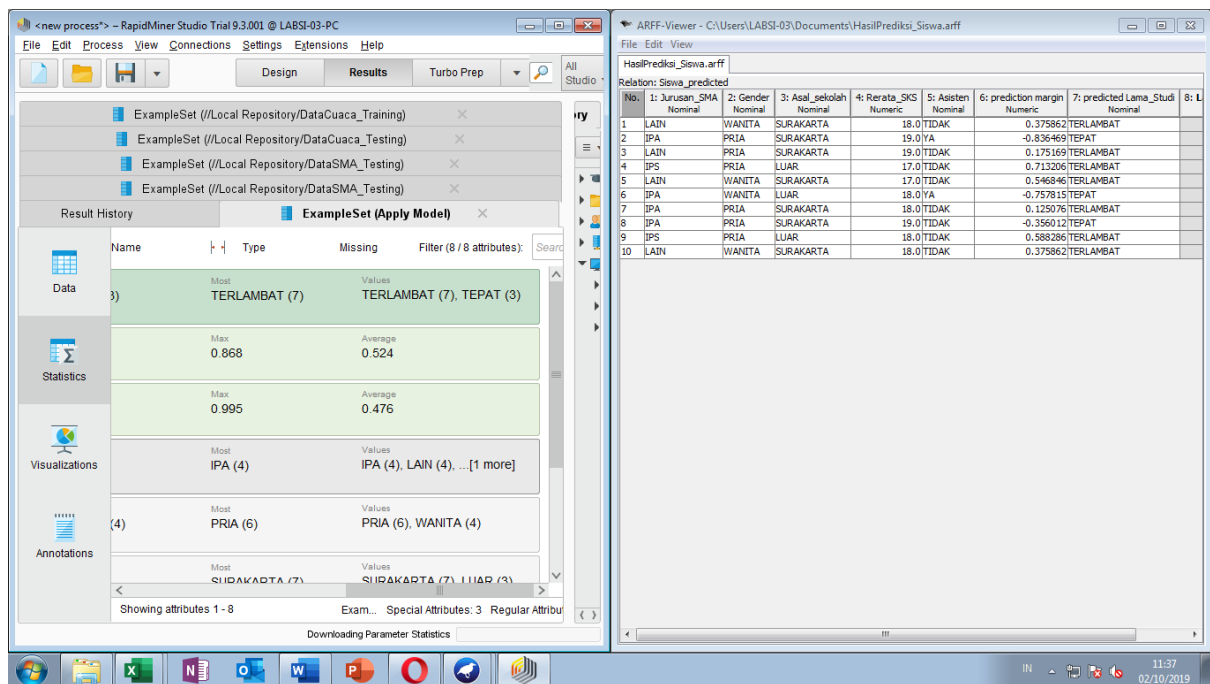 <new process*> – RapidMiner Studio Trial 9.3.001 @ LABSI-03-PC
File Edit Process View Connections Settings Extensions Help
Design Results Turbo Prep All Studio
ExampleSet (//Local Repository/DataCuaca_Training)
ExampleSet (//Local Repository/DataCuaca_Testing)
ExampleSet (//Local Repository/DataSMA_Testing)
ExampleSet (//Local Repository/DataSMA_Testing)
Result History ExampleSet (Apply Model)
Name Type Missing Filter (8 / 8 attributes):
Data
Most Values
TERLAMBAT (7) TERLAMBAT (7), TEPAT (3)
Max Average
0.868 0.524
Statistics
Max Average
0.995 0.476
Visualizations
Most Values
IPA (4) IPA (4), LAIN (4), ...[1 more]
Most Values
(4) PRIA (6) PRIA (6), WANITA (4)
Annotations
Most Values
SURAKARTA (7) SURAKARTA (7), LUAR (3)
Showing attributes 1 - 8 Exam... Special Attributes: 3 Regular Attribu
Downloading Parameter Statistics
ARFF-Viewer - C:\Users\LABSI-03\Documents\HasilPrediksi_Siswa.arff
File Edit View
HasilPrediksi_Siswa.arff
Relation: Siswa_predicted
No. 1: Jurusan_SMA 2: Gender 3: Asal_sekolah 4: Rerata_SKS 5: Asisten 6: prediction margin 7: predicted Lama_Studi 8: L
Nominal Nominal Nominal Numeric Nominal Numeric Nominal
1 LAIN WANITA SURAKARTA 18.0 TIDAK 0.375862 TERLAMBAT
2 IPA PRIA SURAKARTA 19.0 YA -0.836469 TEPAT
3 LAIN PRIA SURAKARTA 19.0 TIDAK 0.175169 TERLAMBAT
4 IPS PRIA LUAR 17.0 TIDAK 0.713206 TERLAMBAT
5 LAIN WANITA SURAKARTA 17.0 TIDAK 0.546846 TERLAMBAT
6 IPA WANITA LUAR 18.0 YA -0.757815 TEPAT
7 IPA PRIA SURAKARTA 18.0 TIDAK 0.125076 TERLAMBAT
8 IPA PRIA SURAKARTA 19.0 TIDAK -0.356012 TEPAT
9 IPS PRIA LUAR 18.0 TIDAK 0.588286 TERLAMBAT
10 LAIN WANITA SURAKARTA 18.0 TIDAK 0.375862 TERLAMBAT
IN 11:37
02/10/2019